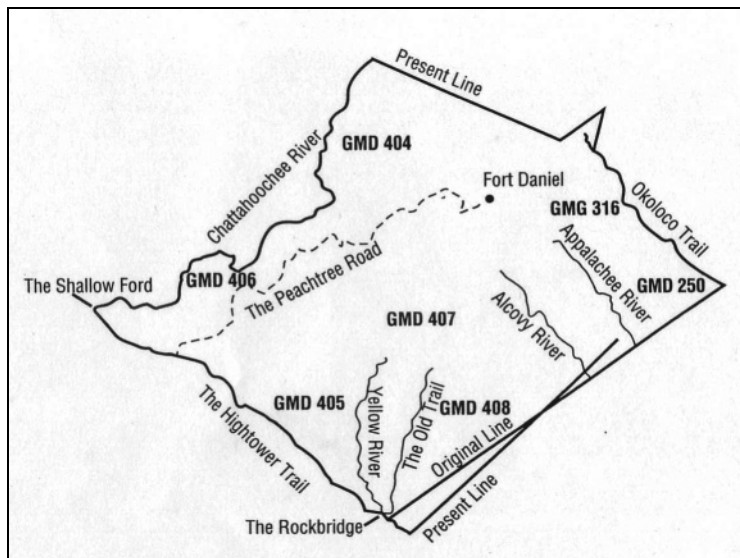 Present Line
Chattahoochee River
GMD 404
Fort Daniel
GMG 316
Okoloco Trail
The Shallow Ford
GMD 406
The Peachtree Road
Appalachee River
GMD 250
Alcovy River
GMD 407
The Hightower Trail
GMD 405
Yellow River
The Old Trail
GMD 408
Original Line
Present Line
The Rockbridge